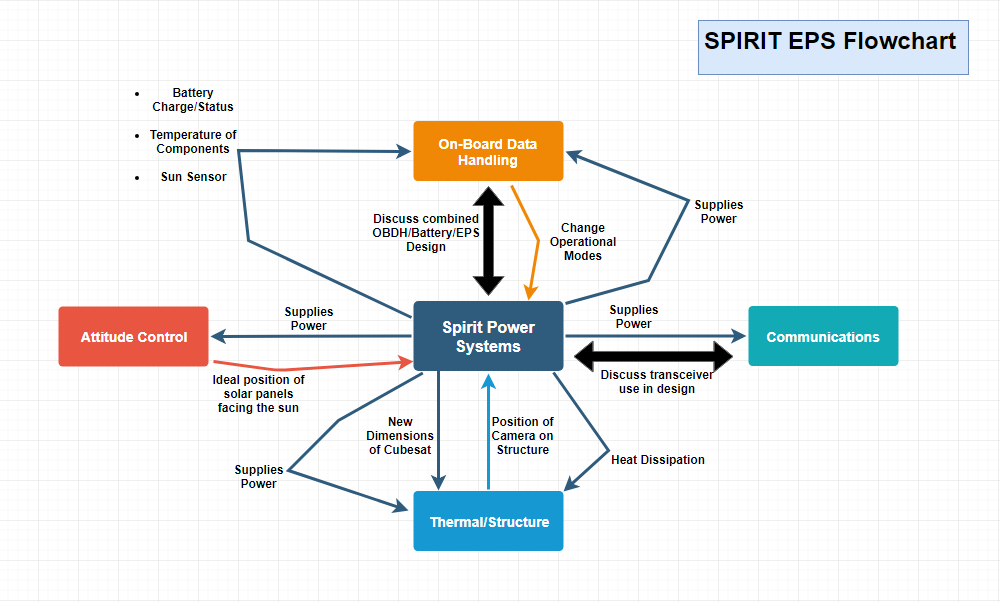 SPIRIT EPS Flowchart
Battery
Charge/Status
Temperature of
Components
Sun Sensor
On-Board Data
Handling
Supplies
Power
Discuss combined
OBDH/Battery/EPS
Design
Change
Operational
Modes
Supplies
Power
Spirit Power
Systems
Supplies
Power
Attitude Control
Communications
Ideal position of
solar panels
facing the sun
Discuss transceiver
use in design
New
Dimensions
of Cubesat
Position of
Camera on
Structure
Supplies
Power
Heat Dissipation
Thermal/Structure